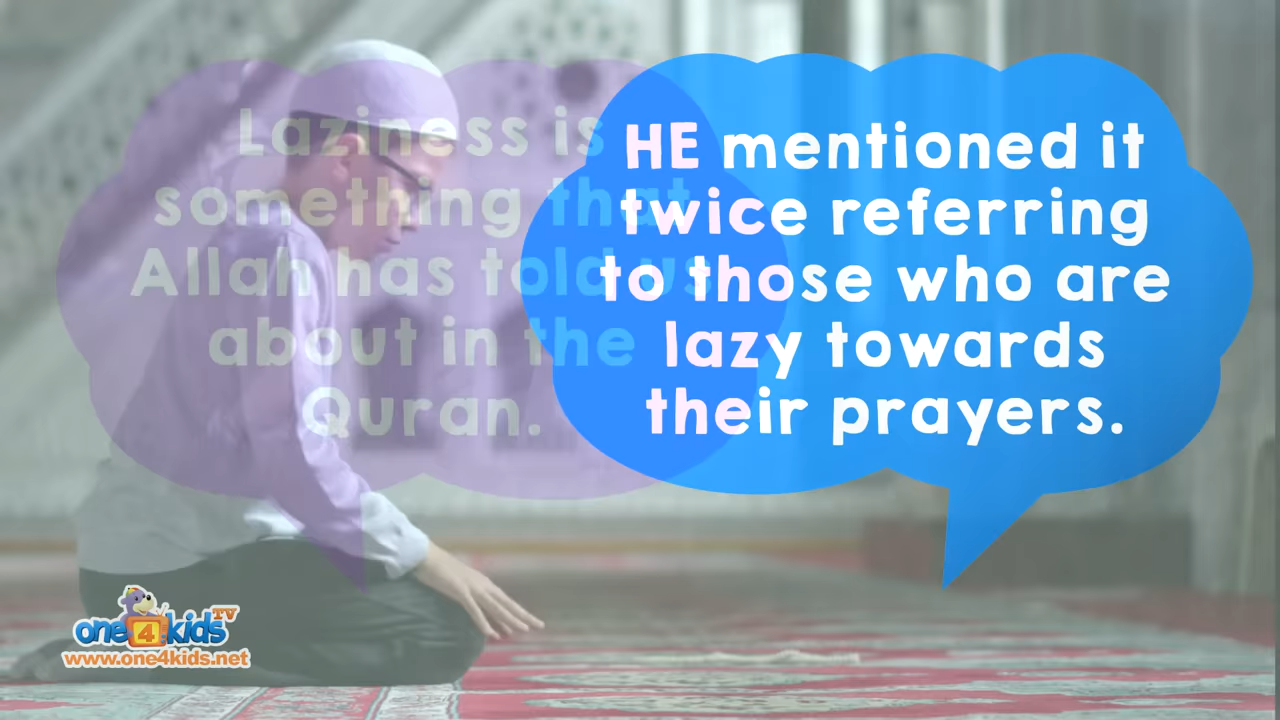 Laziness is
something that
Allah has told us
about in the
Quran.
HE mentioned it
twice referring
to those who are
lazy towards
their prayers.
one4kids TV
www.one4kids.net